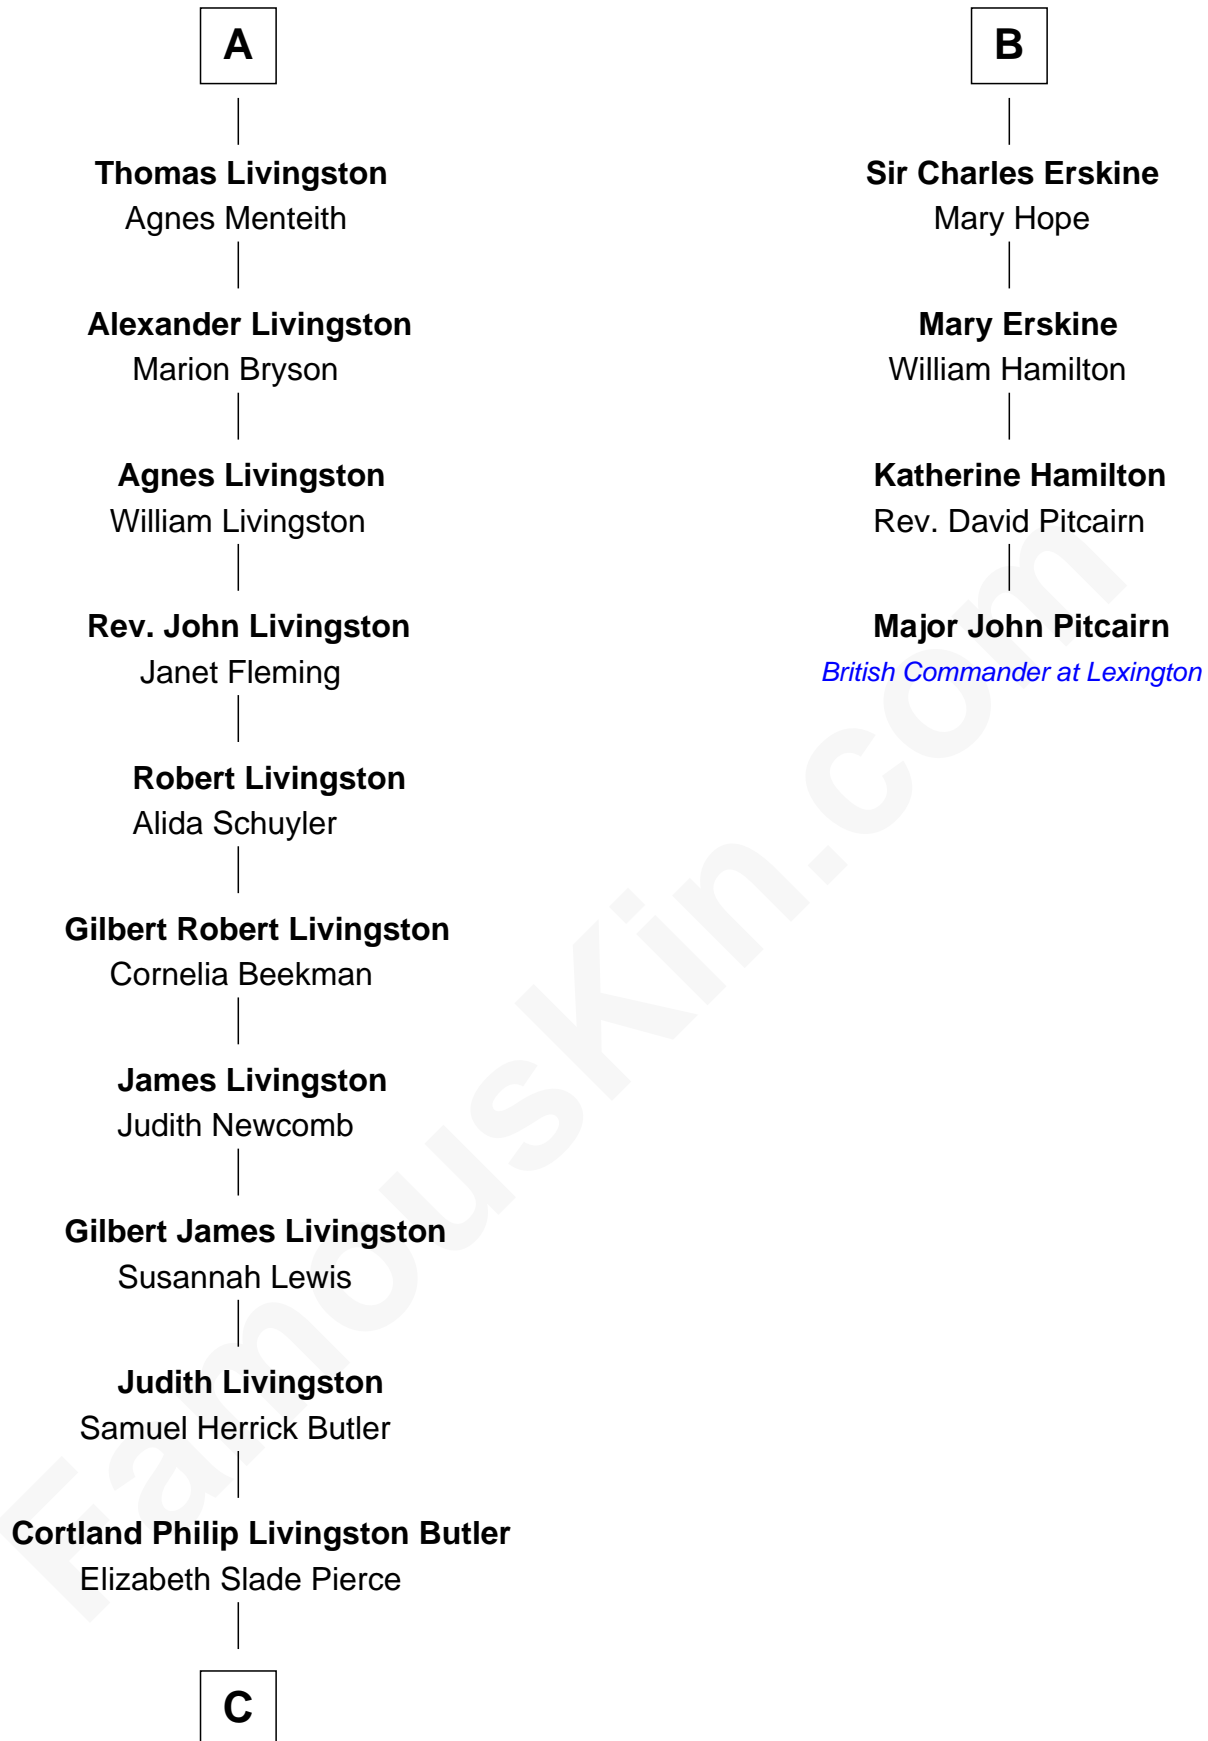 A
Thomas Livingston
Agnes Menteith
Alexander Livingston
Marion Bryson
Agnes Livingston
William Livingston
Rev. John Livingston
Janet Fleming
Robert Livingston
Alida Schuyler
Gilbert Robert Livingston
Cornelia Beekman
James Livingston
Judith Newcomb
Gilbert James Livingston
Susannah Lewis
Judith Livingston
Samuel Herrick Butler
Cortland Philip Livingston Butler
Elizabeth Slade Pierce
C
B
Sir Charles Erskine
Mary Hope
Mary Erskine
William Hamilton
Katherine Hamilton
Rev. David Pitcairn
Major John Pitcairn
British Commander at Lexington
FamousKin.com